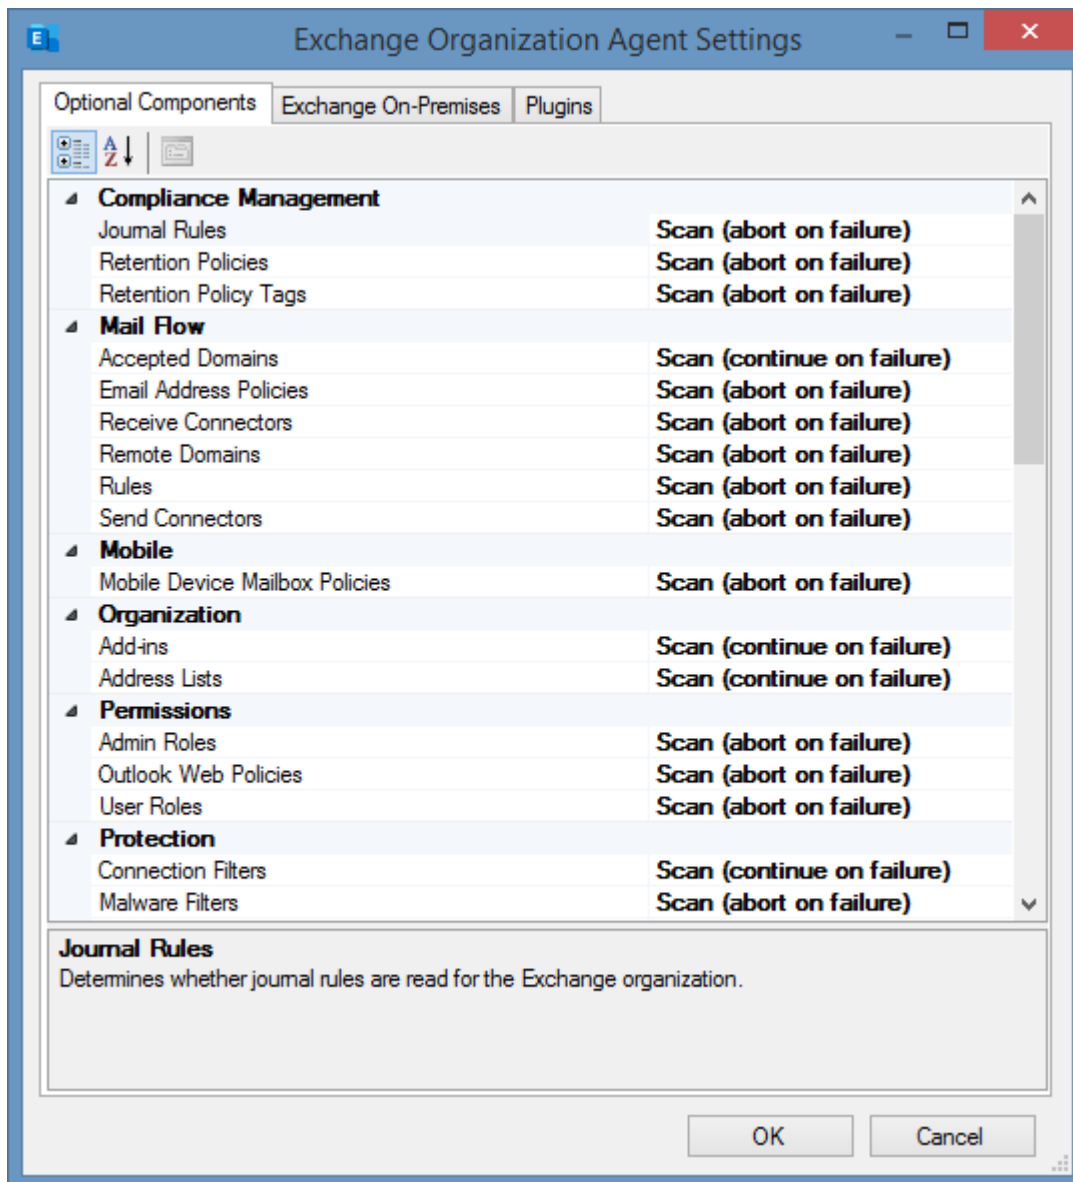 E
Exchange Organization Agent Settings
Optional Components Exchange On-Premises Plugins
A
Z
Compliance Management
Journal Rules Scan (abort on failure)
Retention Policies Scan (abort on failure)
Retention Policy Tags Scan (abort on failure)
Mail Flow
Accepted Domains Scan (continue on failure)
Email Address Policies Scan (abort on failure)
Receive Connectors Scan (abort on failure)
Remote Domains Scan (abort on failure)
Rules Scan (abort on failure)
Send Connectors Scan (abort on failure)
Mobile
Mobile Device Mailbox Policies Scan (abort on failure)
Organization
Add-ins Scan (continue on failure)
Address Lists Scan (continue on failure)
Permissions
Admin Roles Scan (abort on failure)
Outlook Web Policies Scan (abort on failure)
User Roles Scan (abort on failure)
Protection
Connection Filters Scan (continue on failure)
Malware Filters Scan (abort on failure)
Journal Rules
Determines whether journal rules are read for the Exchange organization.
OK Cancel